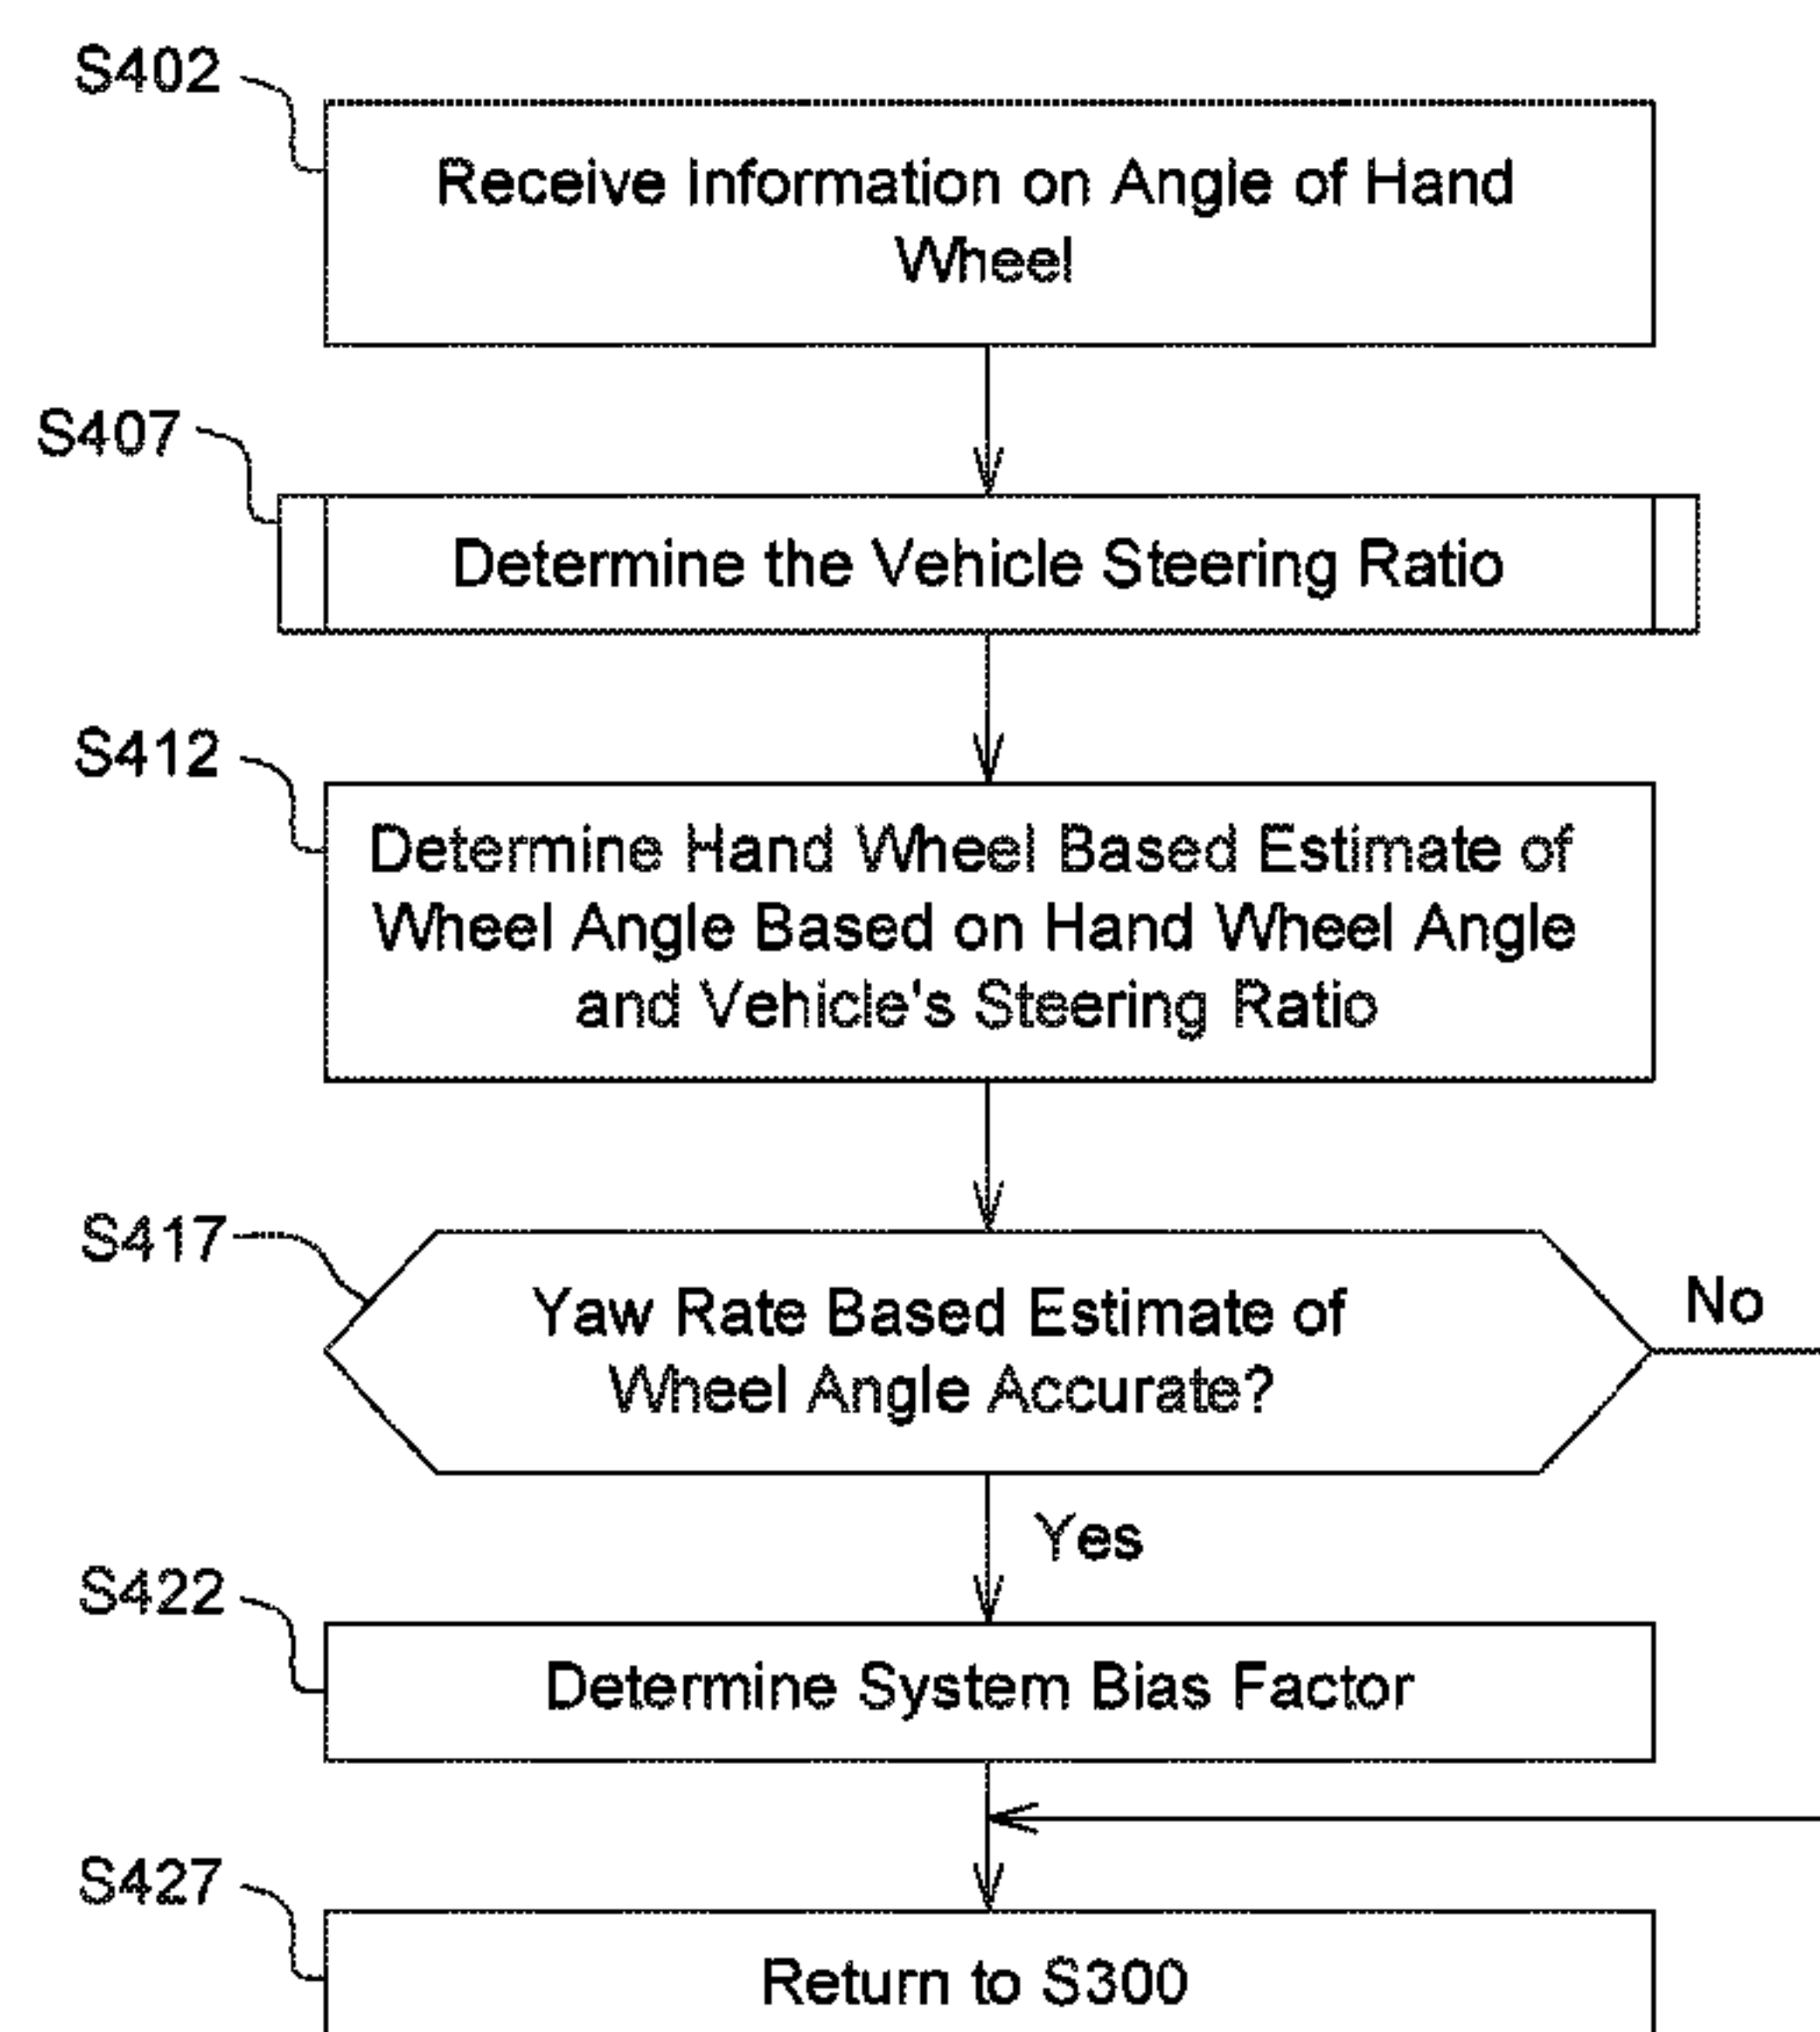 S402
Receive Information on Angle of Hand
Wheel
S407
Determine the Vehicle Steering Ratio
S412
Determine Hand Wheel Based Estimate of
Wheel Angle Based on Hand Wheel Angle
and Vehicle's Steering Ratio
S417
Yaw Rate Based Estimate of
Wheel Angle Accurate?
No
Yes
S422
Determine System Bias Factor
S427
Return to S300